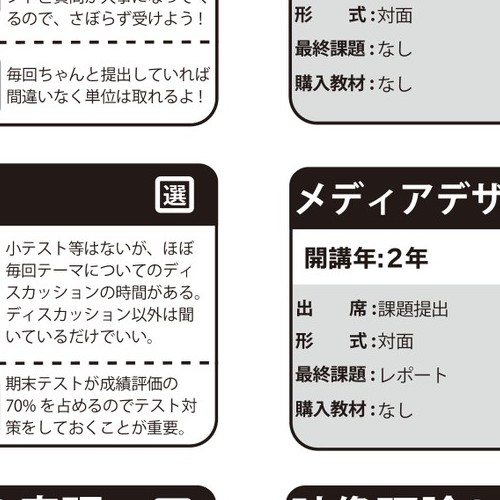 るので、さぼらず受けよう!
毎回ちゃんと提出していれば
間違いなく単位は取れるよ!
形 式:対面
最終課題:なし
購入教材:なし
選
小テスト等はないが、ほぼ
毎回テーマについてのディ
スカッションの時間がある。
ディスカッション以外は聞
いているだけでいい。
期末テストが成績評価の
70% を占めるのでテスト対
策をしておくことが重要。
メディアデザ
開講年:2年
出 席:課題提出
形 式:対面
最終課題:レポート
購入教材:なし